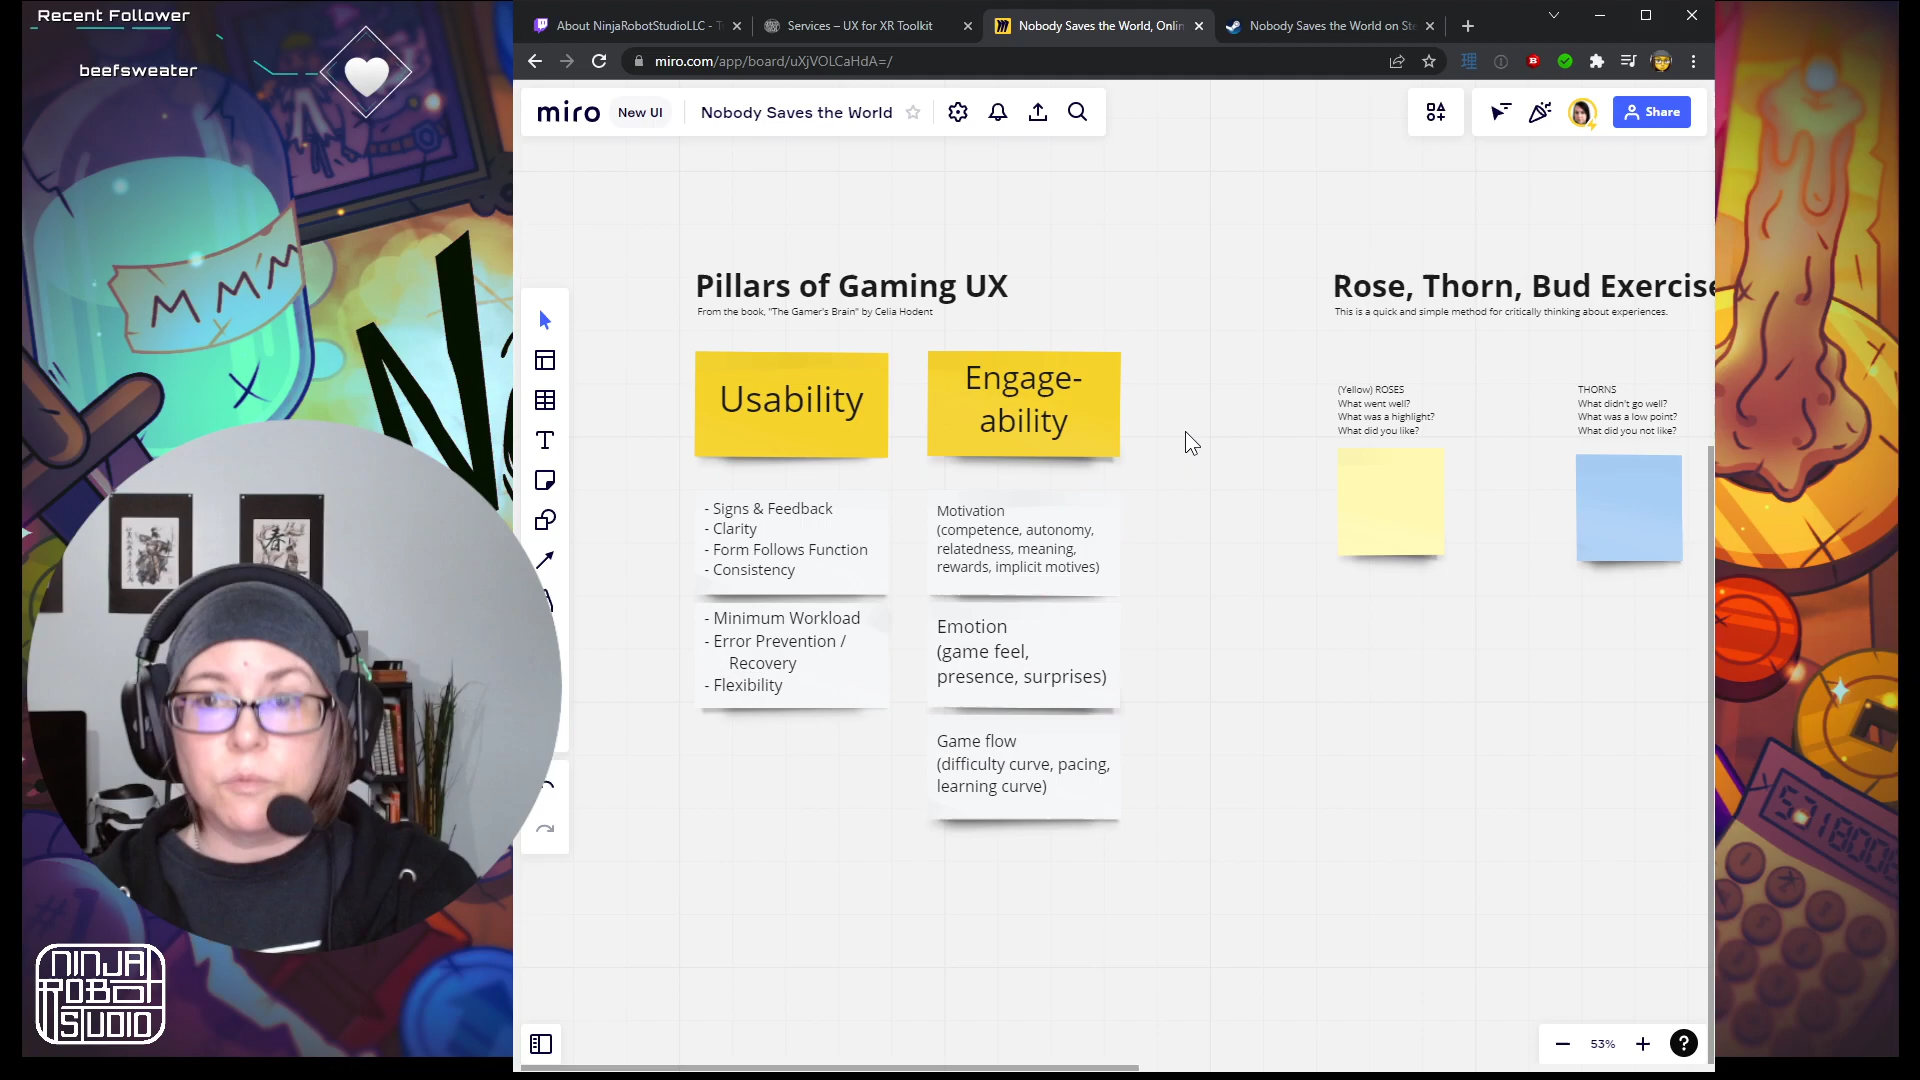 Recent Follower
beefsweater
MMM
NINJA
ROBOT
STUDIO
About NinjaRobotStudioLLC - T
Services – UX for XR Toolkit
Nobody Saves the World, Onlin
Nobody Saves the World on Ste
miro.com/app/board/uXjVOLCaHdA=/
miro
New UI
Nobody Saves the World
Share
Pillars of Gaming UX
From the book, "The Gamer's Brain" by Celia Hodent
Usability
- Signs & Feedback
- Clarity
- Form Follows Function
- Consistency
- Minimum Workload
- Error Prevention /
Recovery
- Flexibility
Engage-
ability
Motivation
(competence, autonomy,
relatedness, meaning,
rewards, implicit motives)
Emotion
(game feel,
presence, surprises)
Game flow
(difficulty curve, pacing,
learning curve)
Rose, Thorn, Bud Exercise
This is a quick and simple method for critically thinking about experiences.
(Yellow) ROSES
What went well?
What was a highlight?
What did you like?
THORNS
What didn't go well?
What was a low point?
What did you not like?
53%